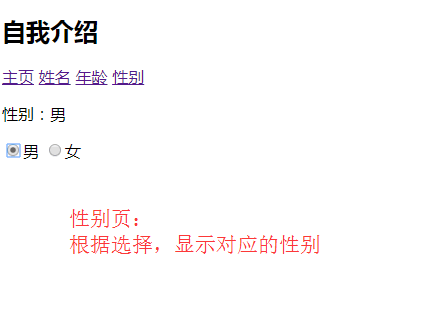 自我介绍
主页 姓名 年龄 性别
性别：男
男 女
性别页：
根据选择，显示对应的性别